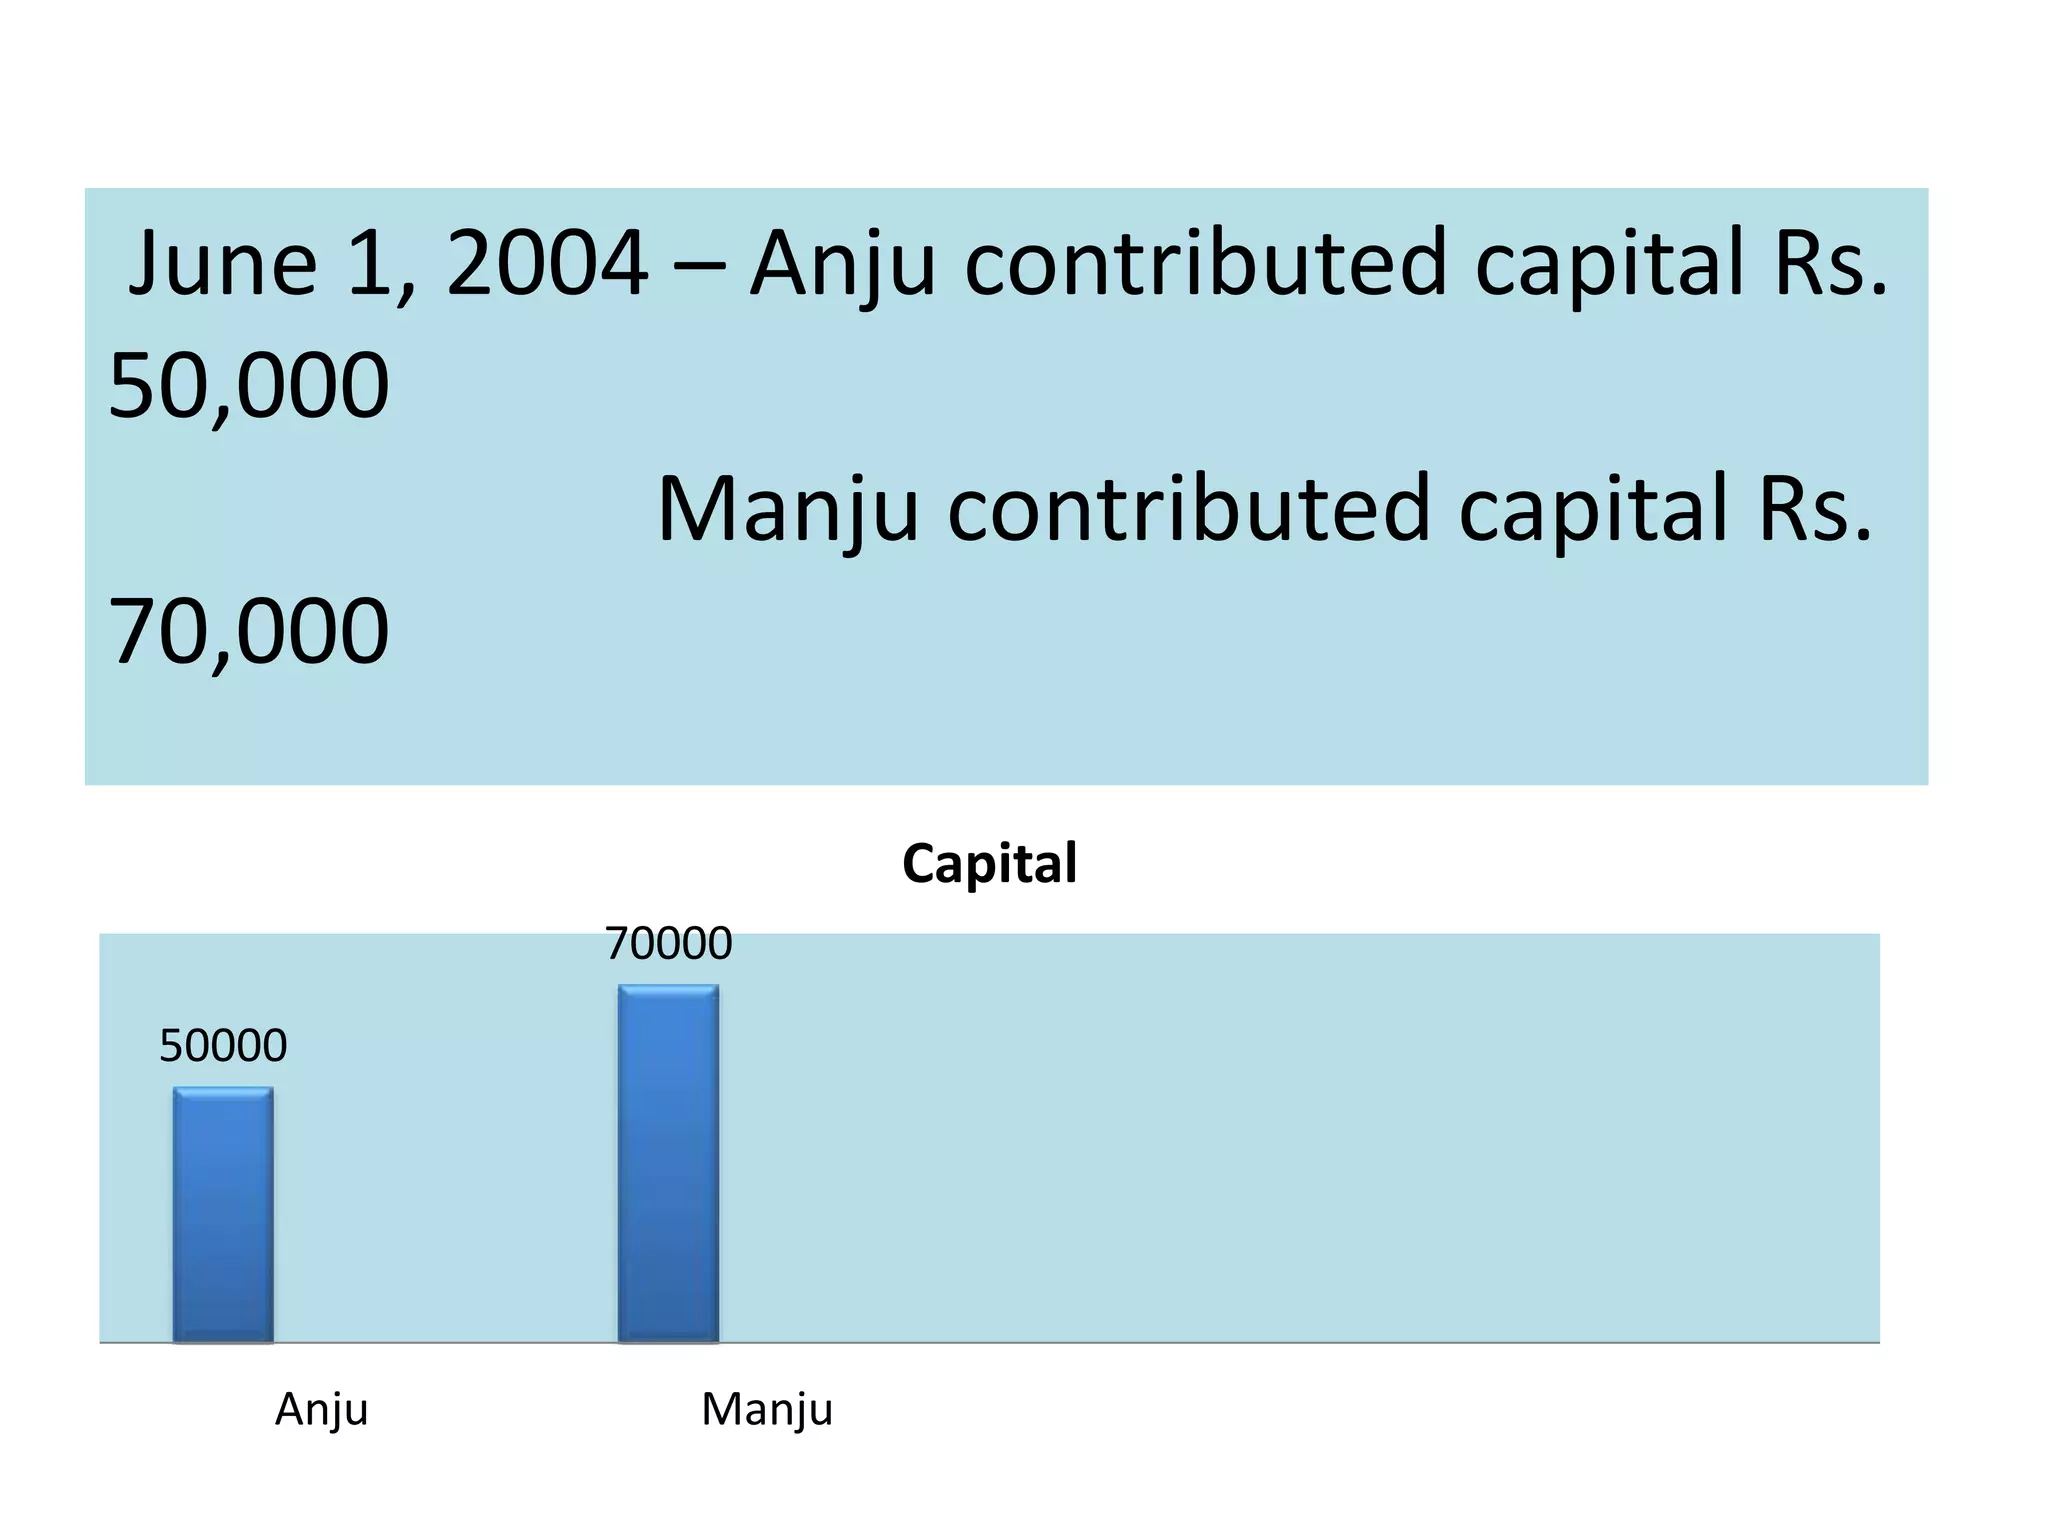 June 1, 2004 – Anju contributed capital Rs.
50,000
Manju contributed capital Rs.
70,000
Capital
70000
50000
Anju Manju